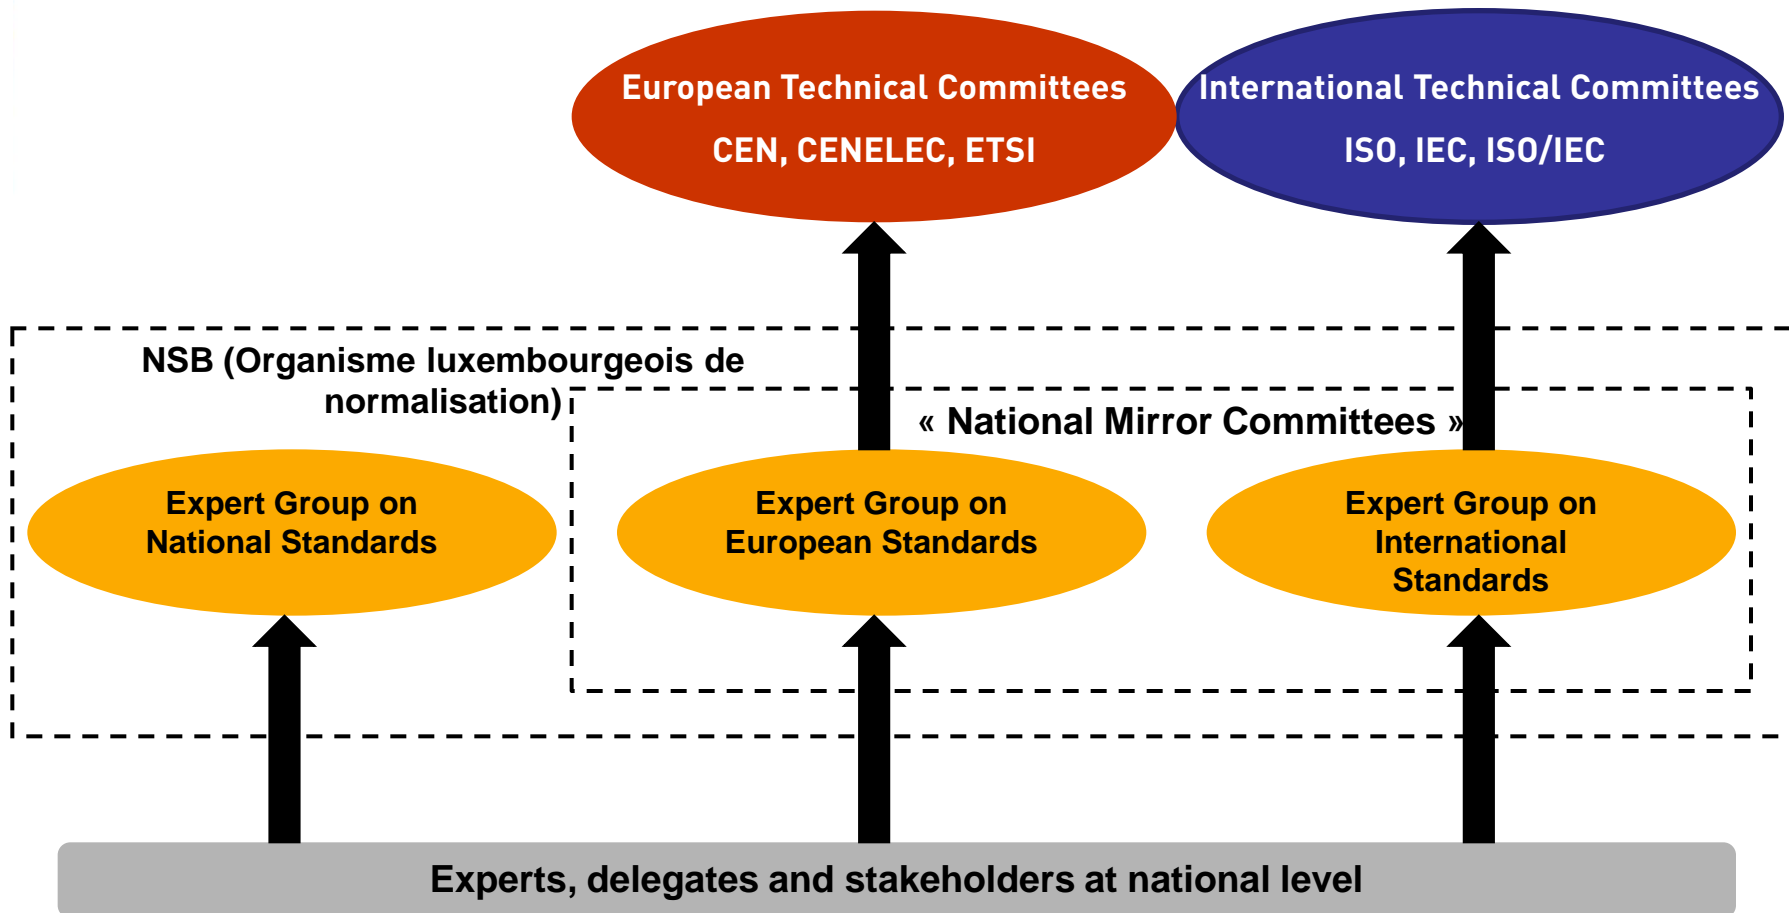 European Technical Committees
CEN, CENELEC, ETSI
International Technical Committees
ISO, IEC, ISO/IEC
NSB (Organisme luxembourgeois de
normalisation)
« National Mirror Committees »
Expert Group on
National Standards
Expert Group on
European Standards
Expert Group on
International
Standards
Experts, delegates and stakeholders at national level